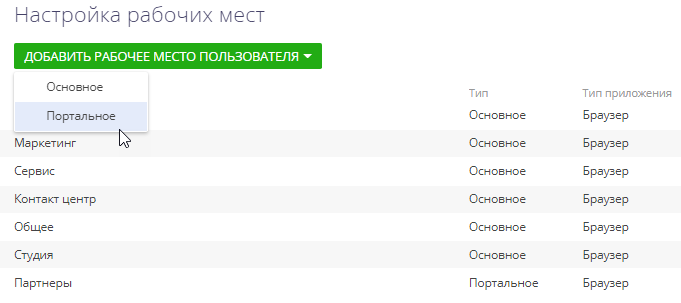 Настройка рабочих мест
ДОБАВИТЬ РАБОЧЕЕ МЕСТО ПОЛЬЗОВАТЕЛЯ
Основное
Тип Тип приложения
Портальное Основное Браузер
Маркетинг Основное Браузер
Сервис Основное Браузер
Контакт центр Основное Браузер
Общее Основное Браузер
Студия Основное Браузер
Партнеры Портальное Браузер